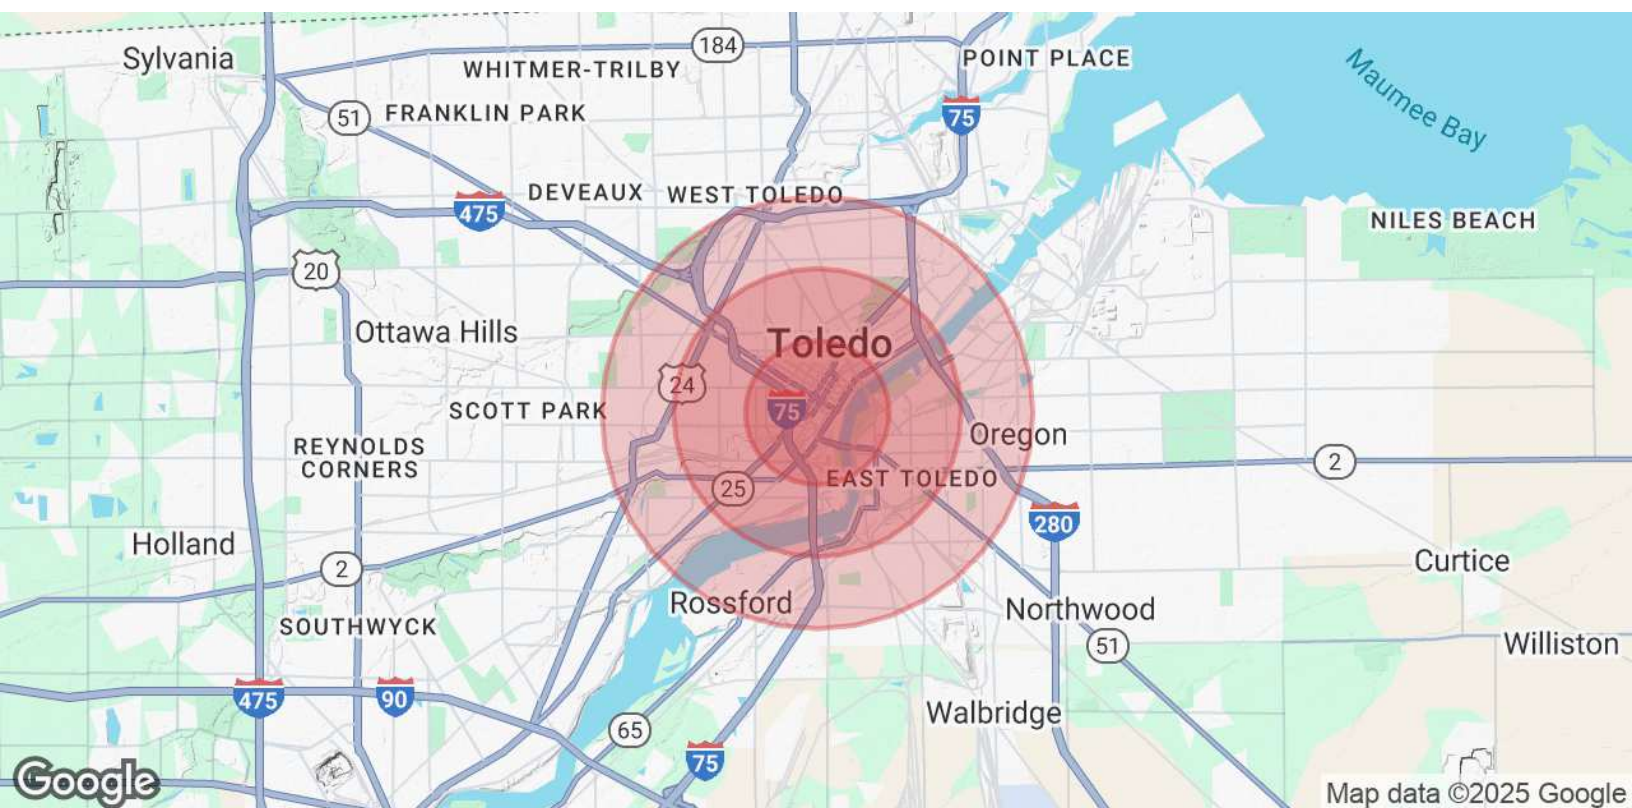 Sylvania
184
POINT PLACE
WHITMER-TRILBY
Maumee Bay
51
FRANKLIN PARK
75
DEVEAUX
WEST TOLEDO
475
NILES BEACH
20
Ottawa Hills
Toledo
24
SCOTT PARK
75
Oregon
REYNOLDS
CORNERS
2
25
EAST TOLEDO
280
Holland
2
Curtice
Rossford
Northwood
SOUTHWYCK
51
Williston
475
90
65
Walbridge
75
Google
Map data ©2025 Google